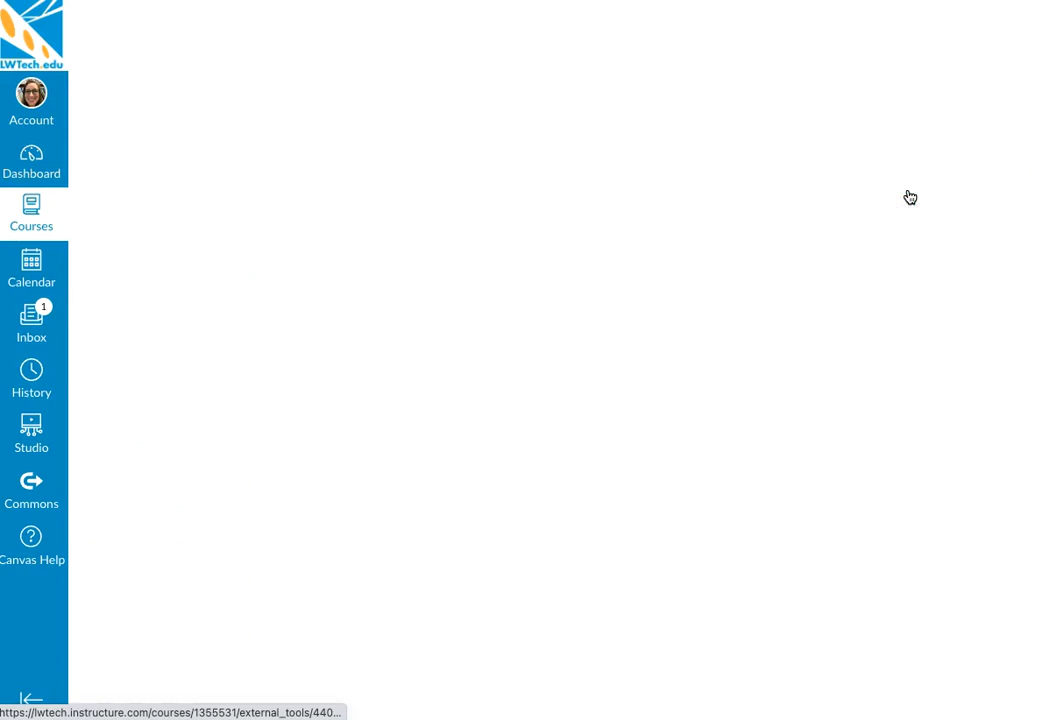 LWTech.edu
Account
Dashboard
Courses
Calendar
1
Inbox
History
Studio
Commons
Canvas Help
https://lwtech.instructure.com/courses/1355531/external_tools/440...